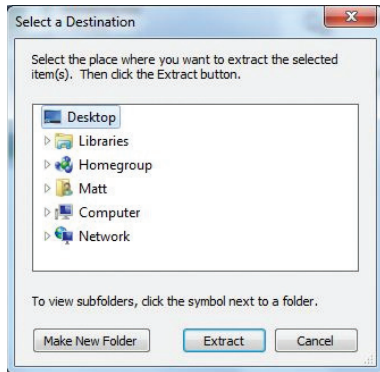 Select a Destination
Select the place where you want to extract the selected
item(s). Then click the Extract button.
Desktop
Libraries
Homegroup
Matt
Computer
Network
To view subfolders, click the symbol next to a folder.
Make New Folder
Extract
Cancel